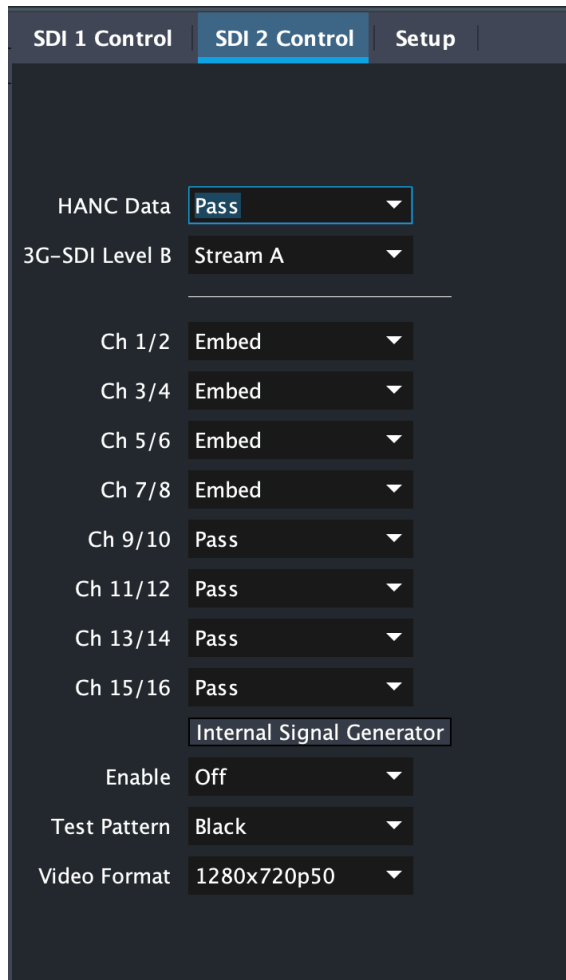 SDI 1 Control SDI 2 Control Setup
HANC Data Pass
3G-SDI Level B Stream A
Ch 1/2 Embed
Ch 3/4 Embed
Ch 5/6 Embed
Ch 7/8 Embed
Ch 9/10 Pass
Ch 11/12 Pass
Ch 13/14 Pass
Ch 15/16 Pass
Internal Signal Generator
Enable Off
Test Pattern Black
Video Format 1280x720p50